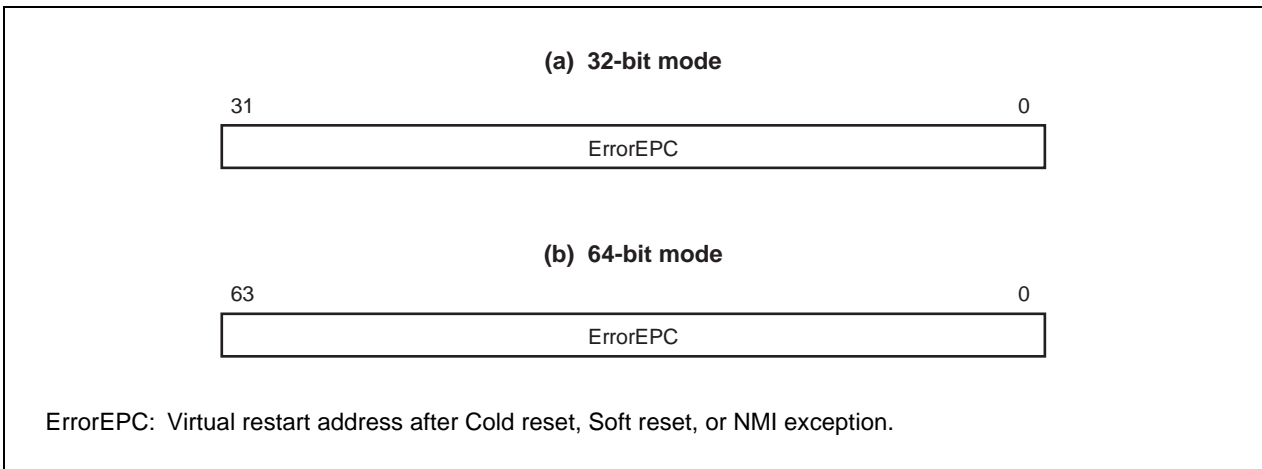 (a) 32-bit mode
31 0
ErrorEPC
(b) 64-bit mode
63 0
ErrorEPC
ErrorEPC: Virtual restart address after Cold reset, Soft reset, or NMI exception.